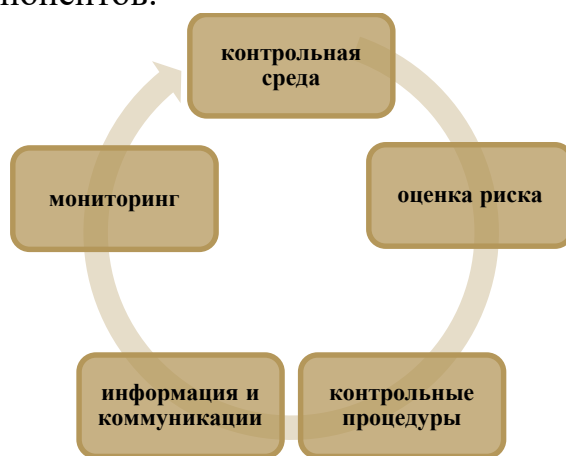 контрольная
среда
оценка риска
контрольные
процедуры
информация и
коммуникации
мониторинг